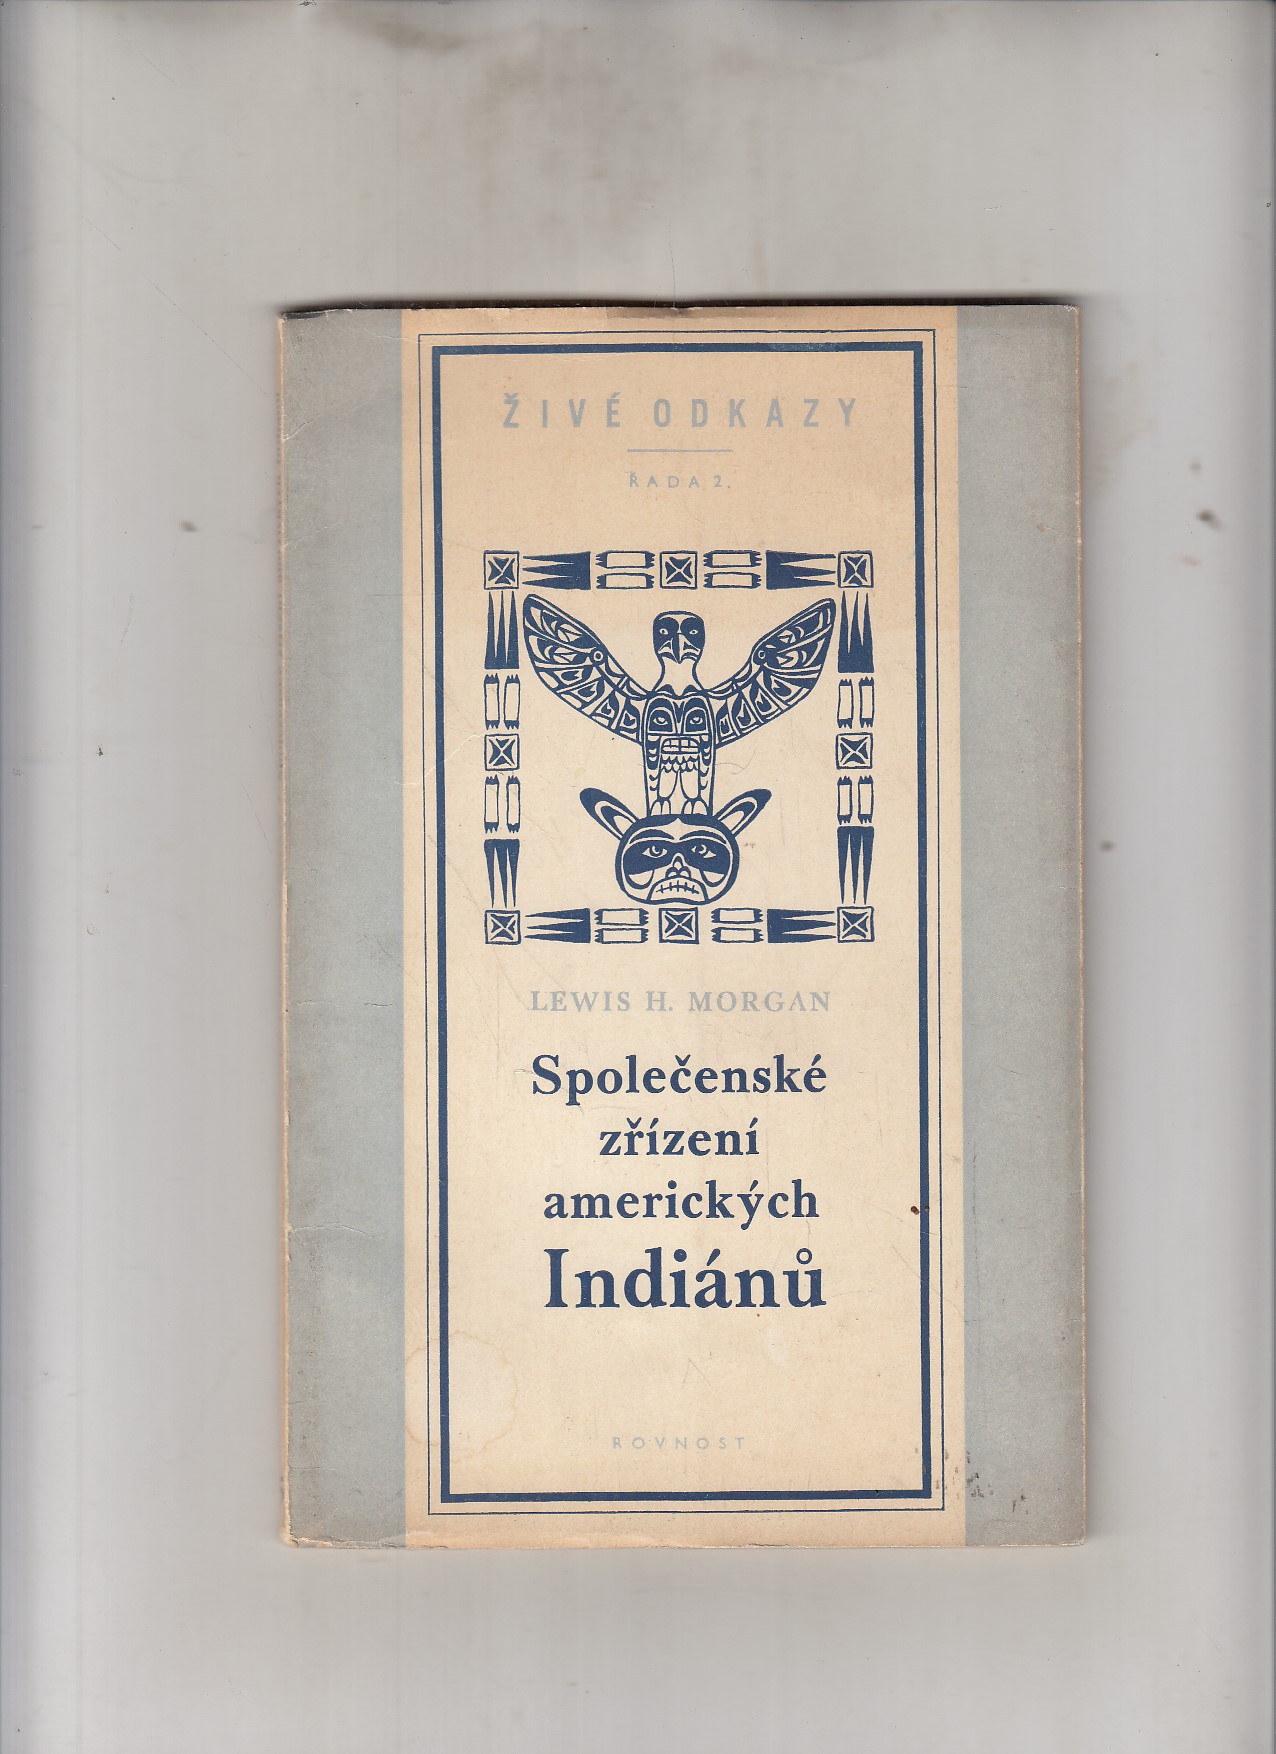 ŽIVÉ ODKAZY
ŘADA 2.
LEWIS H. MORGAN
Společenské
zřízení
amerických
Indiánů
ROVNOST